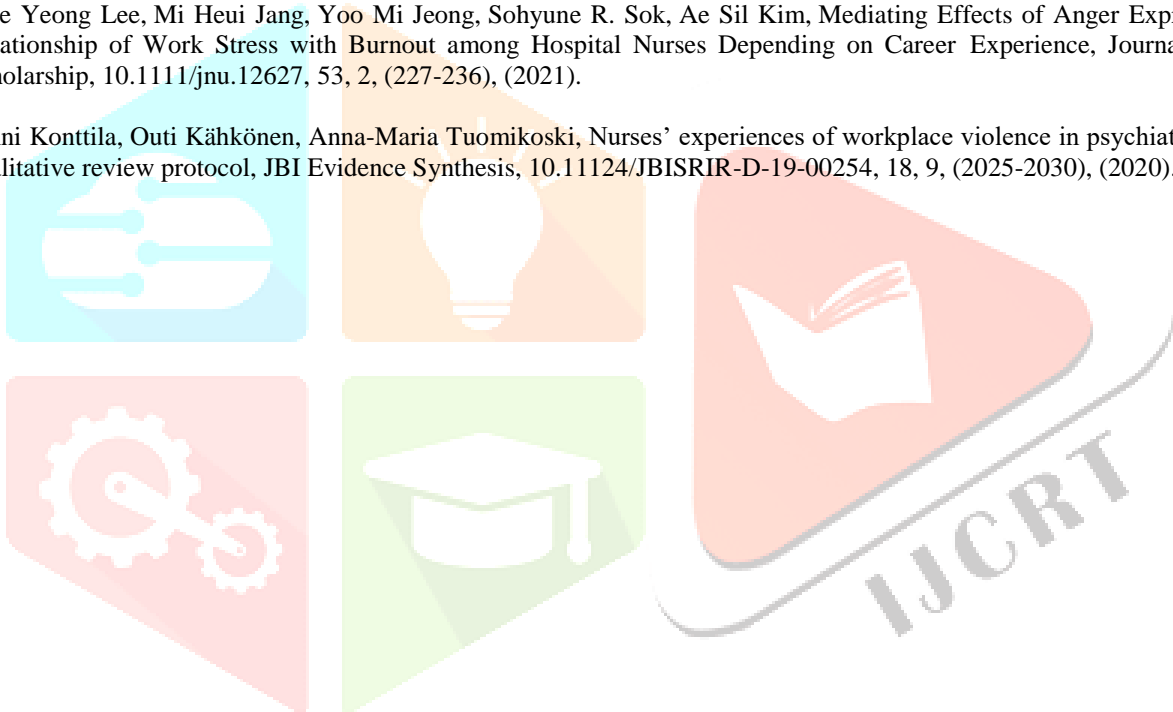 e Yeong Lee, Mi Heui Jang, Yoo Mi Jeong, Sohyune R. Sok, Ae Sil Kim, Mediating Effects of Anger Exp
ationship of Work Stress with Burnout among Hospital Nurses Depending on Career Experience, Journa
holarship, 10.1111/jnu.12627, 53, 2, (227-236), (2021).
ni Konttila, Outi Kähkönen, Anna-Maria Tuomikoski, Nurses’ experiences of workplace violence in psychiat
litative review protocol, JBI Evidence Synthesis, 10.11124/JBISRIR-D-19-00254, 18, 9, (2025-2030), (2020).
IJCRT